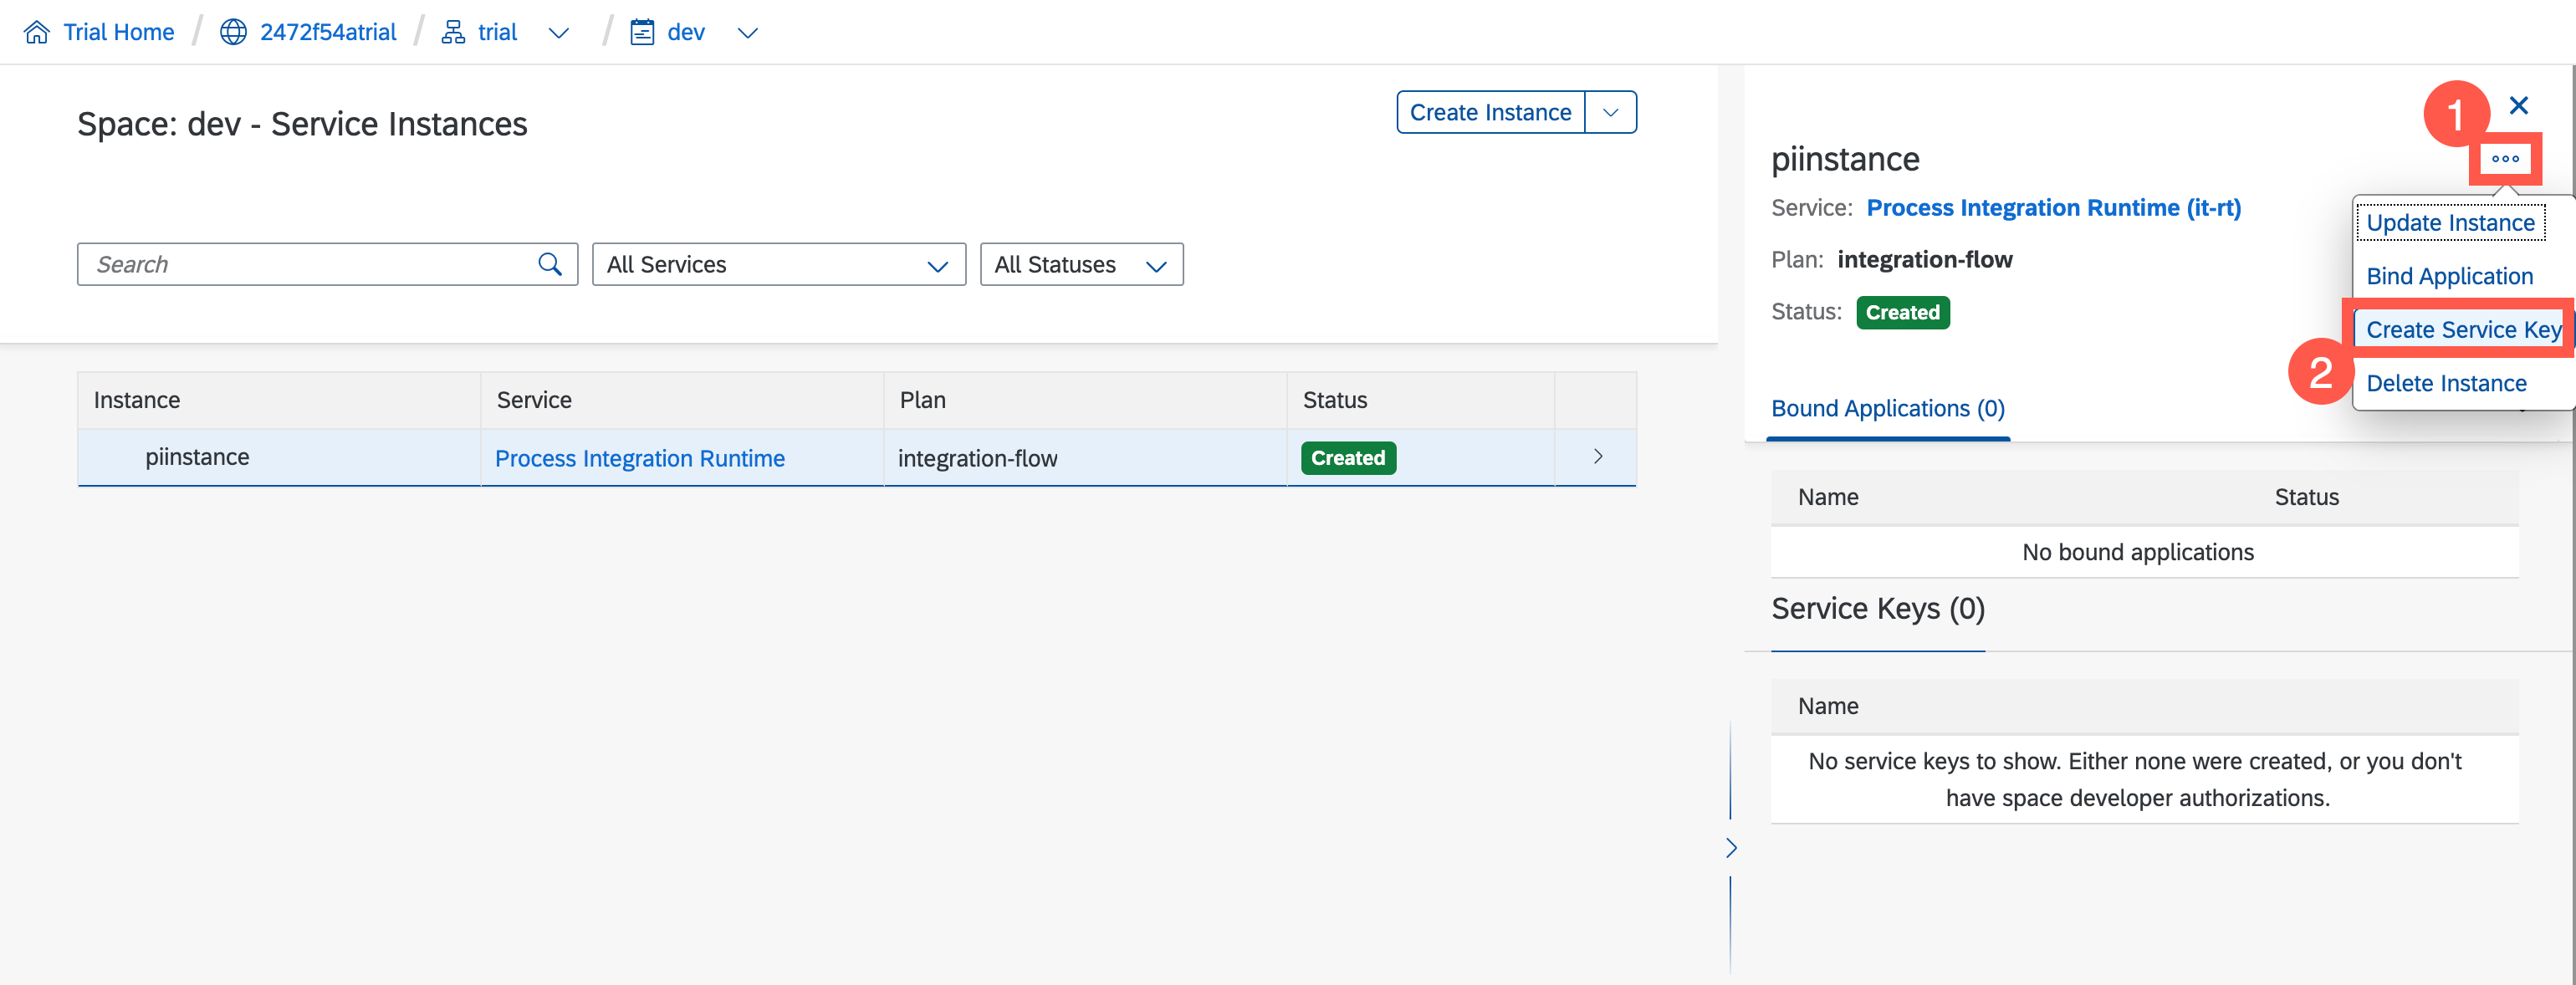 Trial Home / 2472f54atrial / trial / dev
Space: dev - Service Instances
Create Instance
Search
All Services
All Statuses
Instance Service Plan Status
piinstance Process Integration Runtime integration-flow Created
1
piinstance
Service: Process Integration Runtime (it-rt)
Plan: integration-flow
Status: Created
Update Instance
Bind Application
Create Service Key
2
Delete Instance
Bound Applications (0)
Name Status
No bound applications
Service Keys (0)
Name
No service keys to show. Either none were created, or you don't
have space developer authorizations.